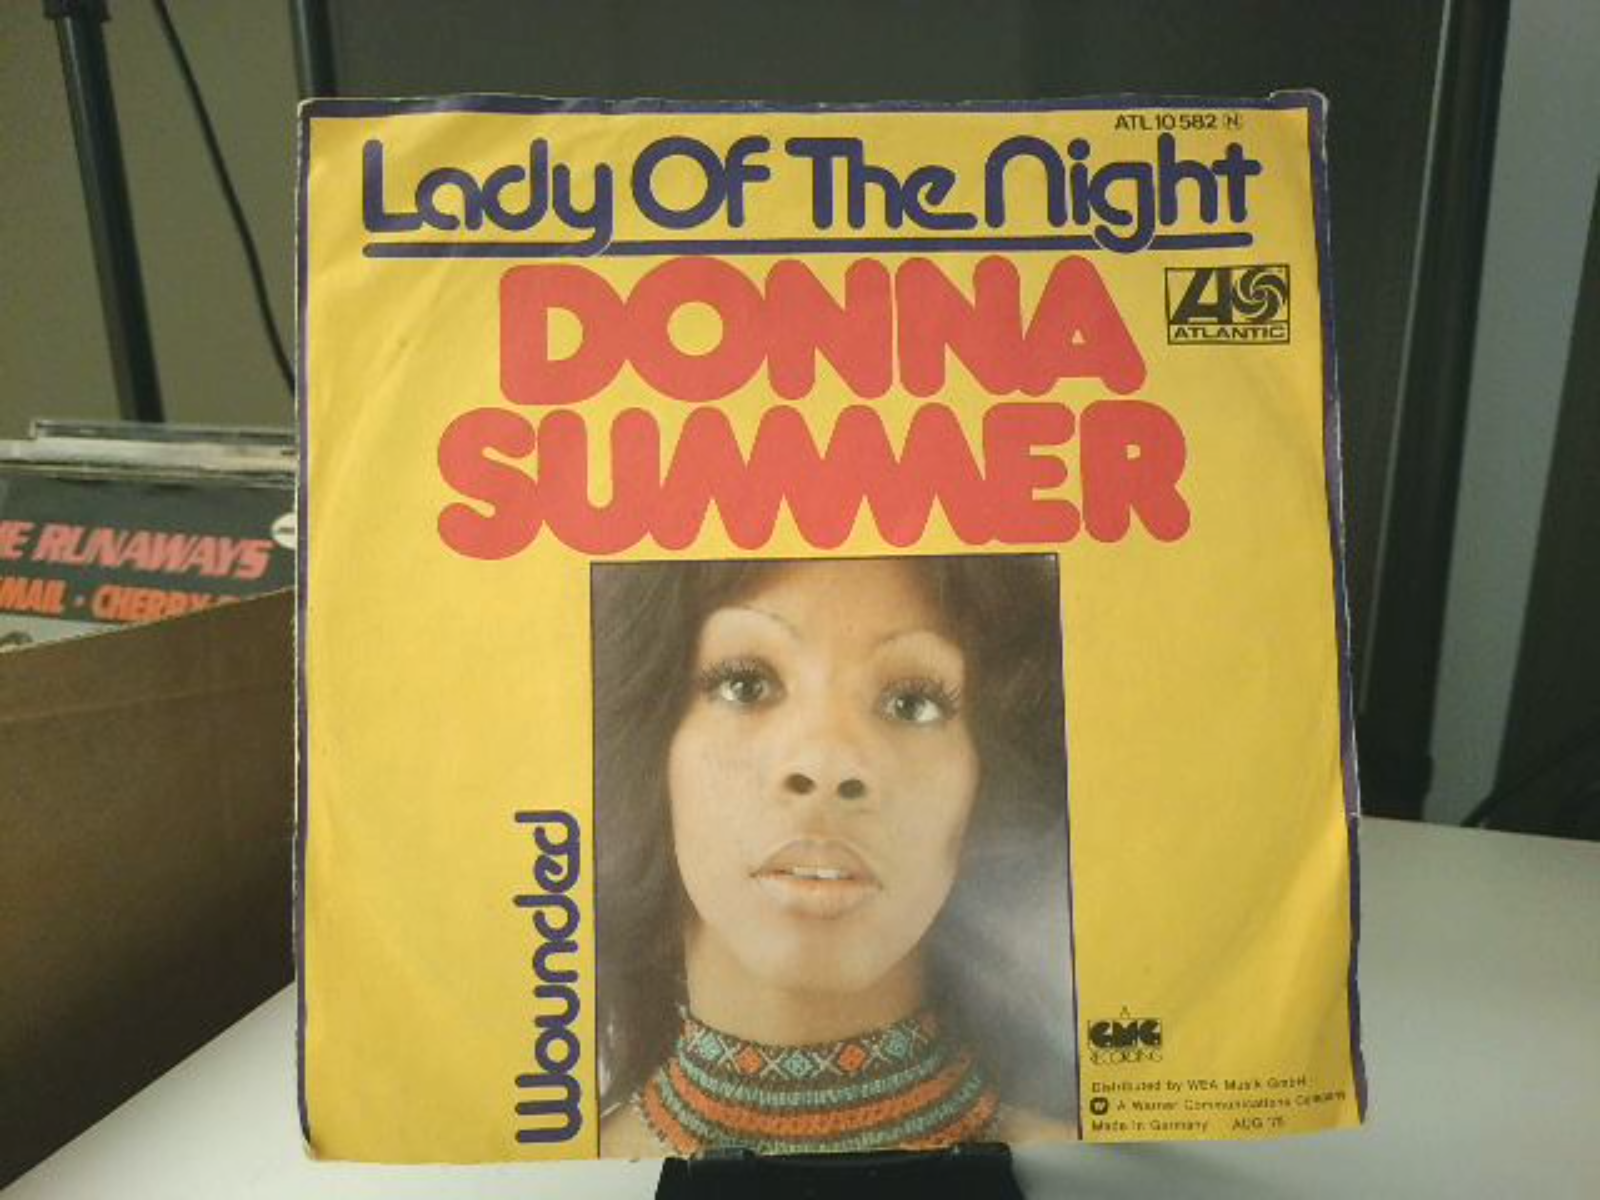 ATL 10 582 N
Lady Of The Night
DONNA
SUMMER
ATLANTIC
Wounded
A
GMG
RECORDING
Distributed by WEA Musik GmbH
A Warner Communications Company
Made in Germany AUG '75
E RUNAWAYS
MAIL · CHERRY